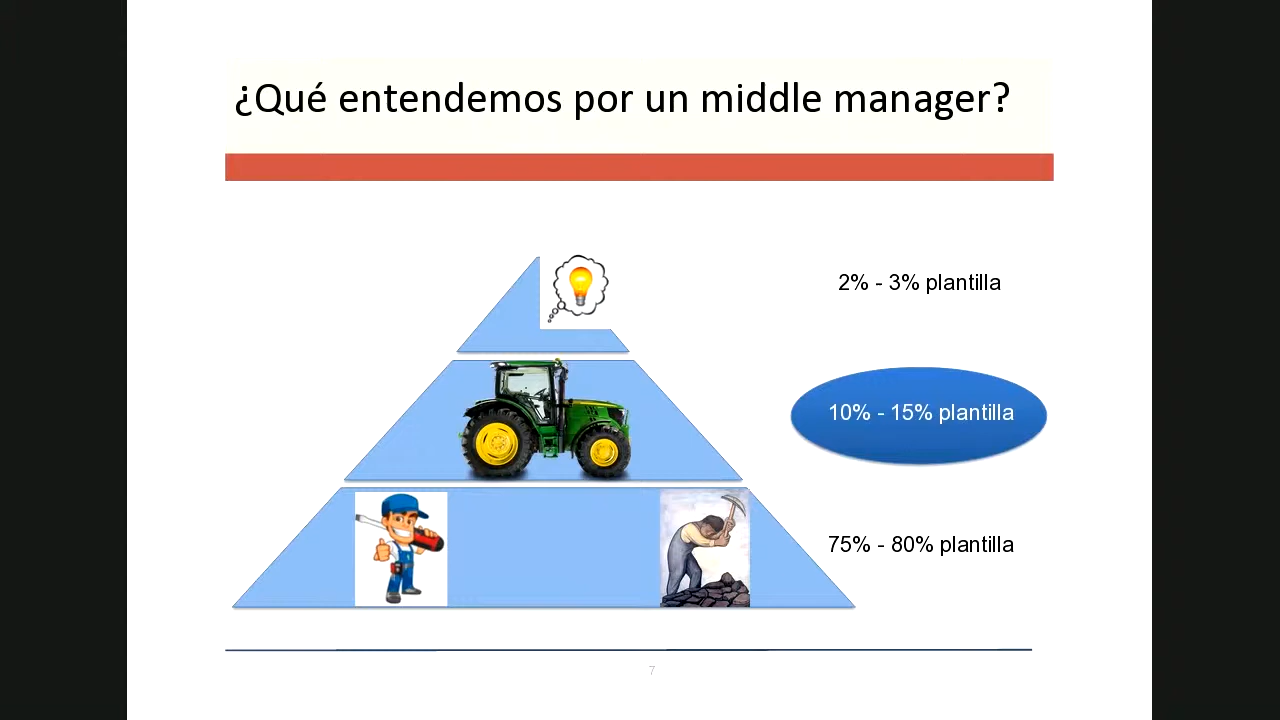 ¿Qué entendemos por un middle manager?
2% - 3% plantilla
10% - 15% plantilla
75% - 80% plantilla
7